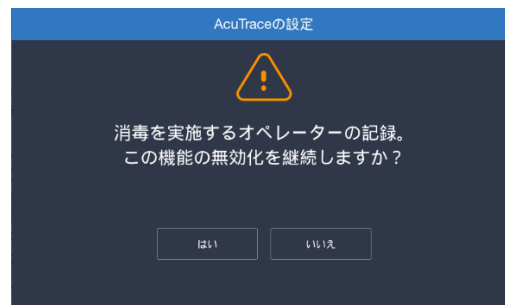 AcuTraceの設定
消毒を実施するオペレーターの記録。
この機能の無効化を継続しますか？
はい
いいえ